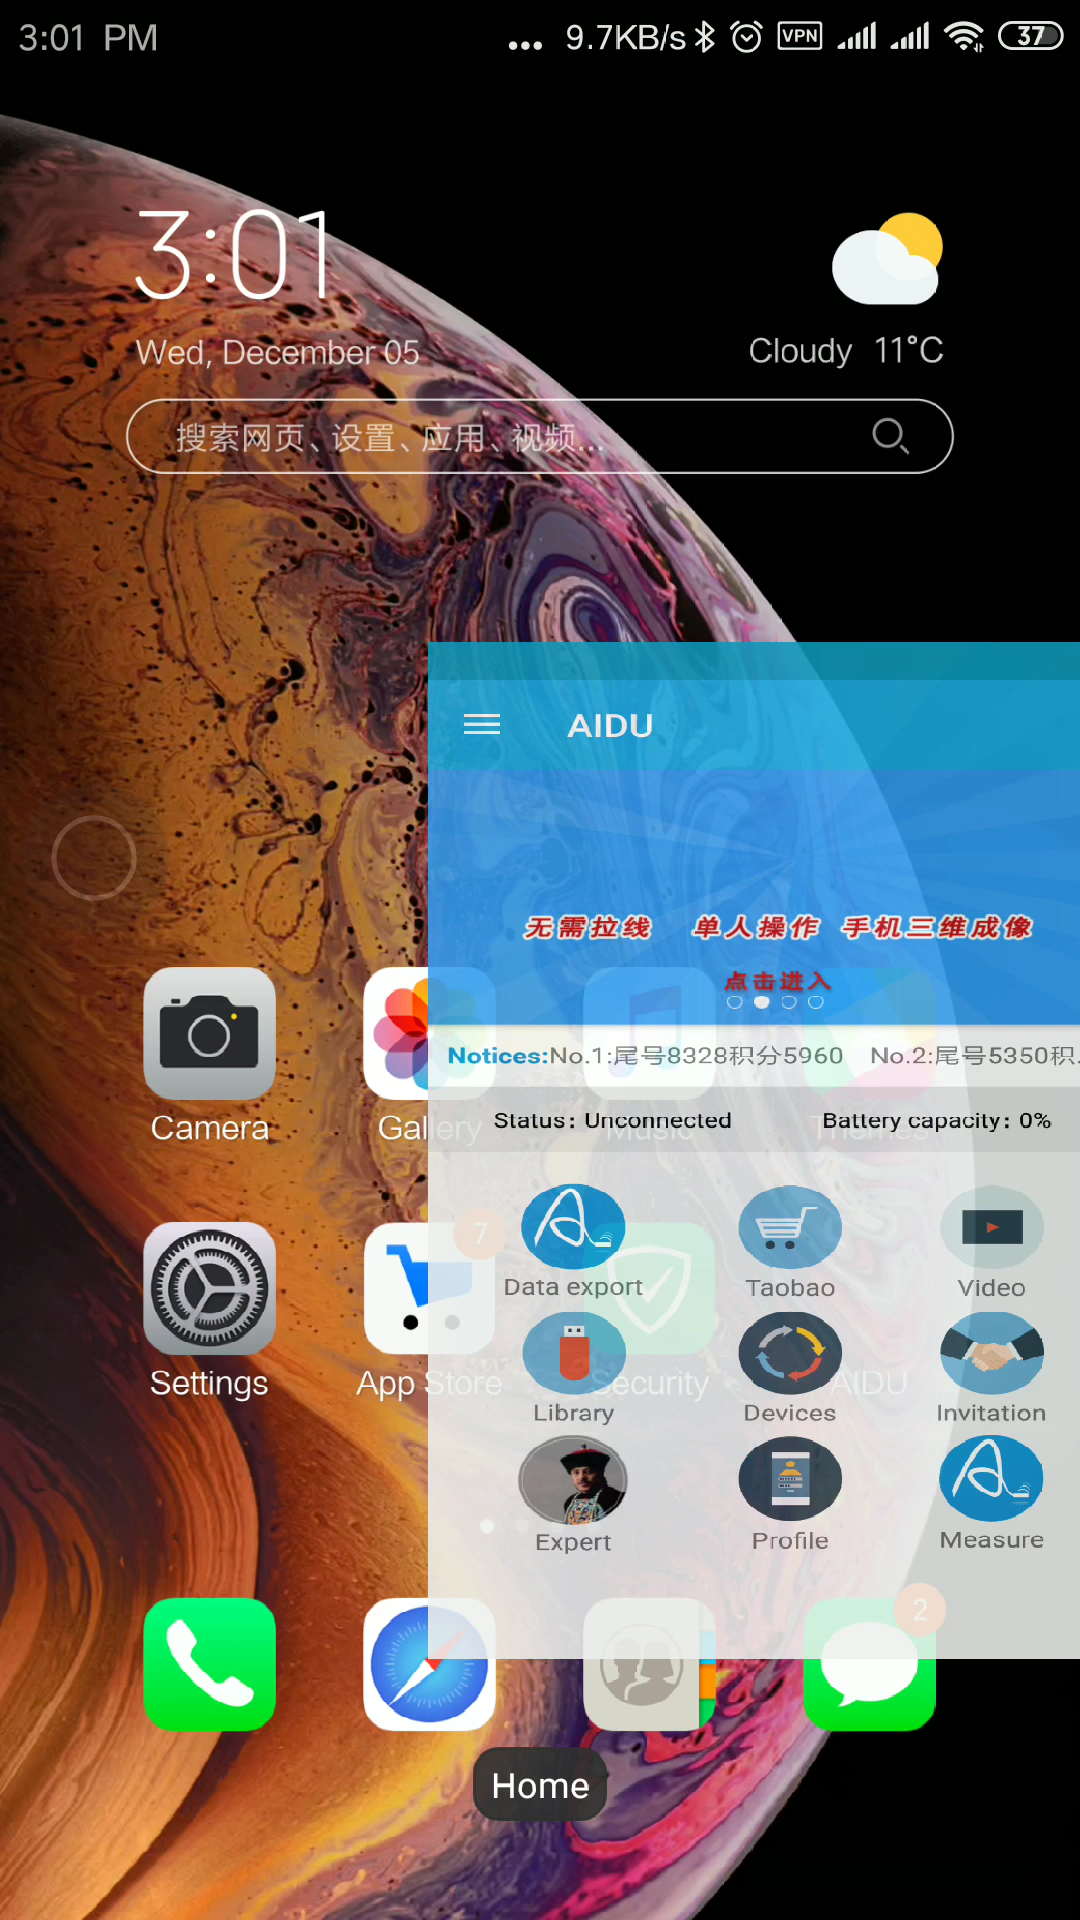 3:01 PM
... 9.7KB/s VPN 37
3:01
Wed, December 05
Cloudy 11°C
搜索网页、设置、应用、视频...
AIDU
无需拉线 单人操作 手机三维成像
点击进入
Notices:No.1:尾号8328积分5960 No.2:尾号5350积.
Status: Unconnected Battery capacity: 0%
Camera Gallery Music Themes
7
Data export Taobao Video
Settings App Store Security AIDU
Library Devices Invitation
Expert Profile Measure
2
Home